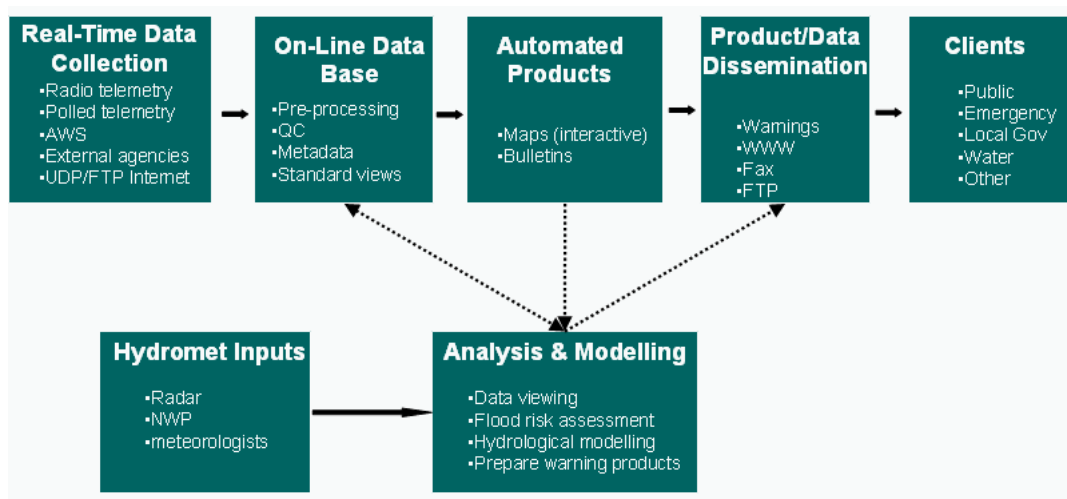 Real-Time Data
Collection
▪Radio telemetry
▪Polled telemetry
▪AWS
▪External agencies
▪UDP/FTP Internet
On-Line Data
Base
▪Pre-processing
▪QC
▪Metadata
▪Standard views
Automated
Products
▪Maps (interactive)
▪Bulletins
Product/Data
Dissemination
▪Warnings
▪WWW
▪Fax
▪FTP
Clients
▪Public
▪Emergency
▪Local Gov
▪Water
▪Other
Hydromet Inputs
▪Radar
▪NWP
▪meteorologists
Analysis & Modelling
▪Data viewing
▪Flood risk assessment
▪Hydrological modelling
▪Prepare warning products